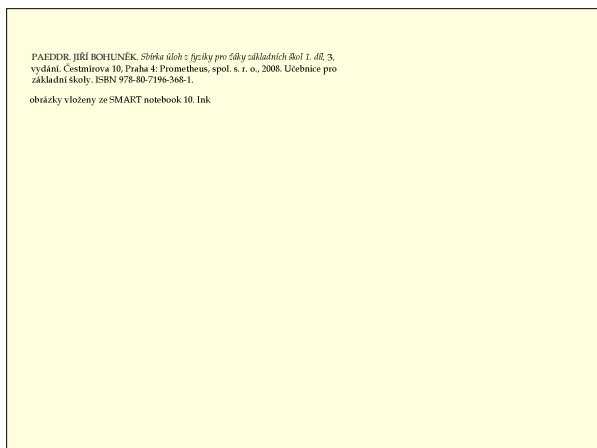 PAEDDR. JIŘÍ BOHUNĚK. Sbírka úloh z fyziky pro žáky základních škol 1. díl, 3.
vydání. Čestmírova 10, Praha 4: Prometheus, spol. s. r. o., 2008. Učebnice pro
základní školy. ISBN 978-80-7196-368-1.
obrázky vloženy ze SMART notebook 10. Ink